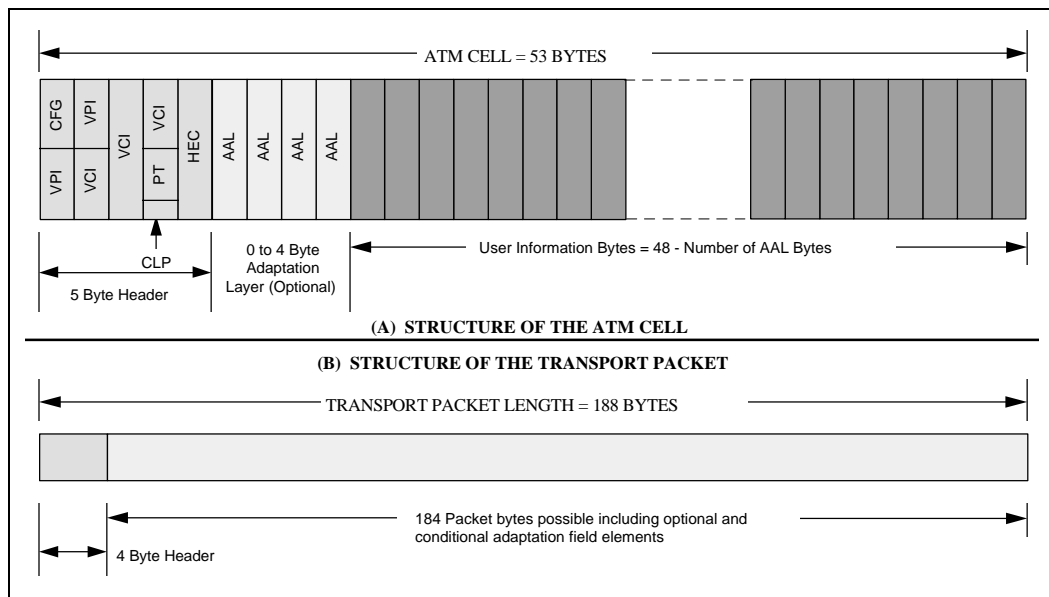 ATM CELL = 53 BYTES
CFG
VPI
VPI
VCI
VCI
VCI
PT
HEC
AAL
AAL
AAL
AAL
CLP
5 Byte Header
0 to 4 Byte
Adaptation
Layer (Optional)
User Information Bytes = 48 - Number of AAL Bytes
(A) STRUCTURE OF THE ATM CELL
(B) STRUCTURE OF THE TRANSPORT PACKET
TRANSPORT PACKET LENGTH = 188 BYTES
4 Byte Header
184 Packet bytes possible including optional and
conditional adaptation field elements